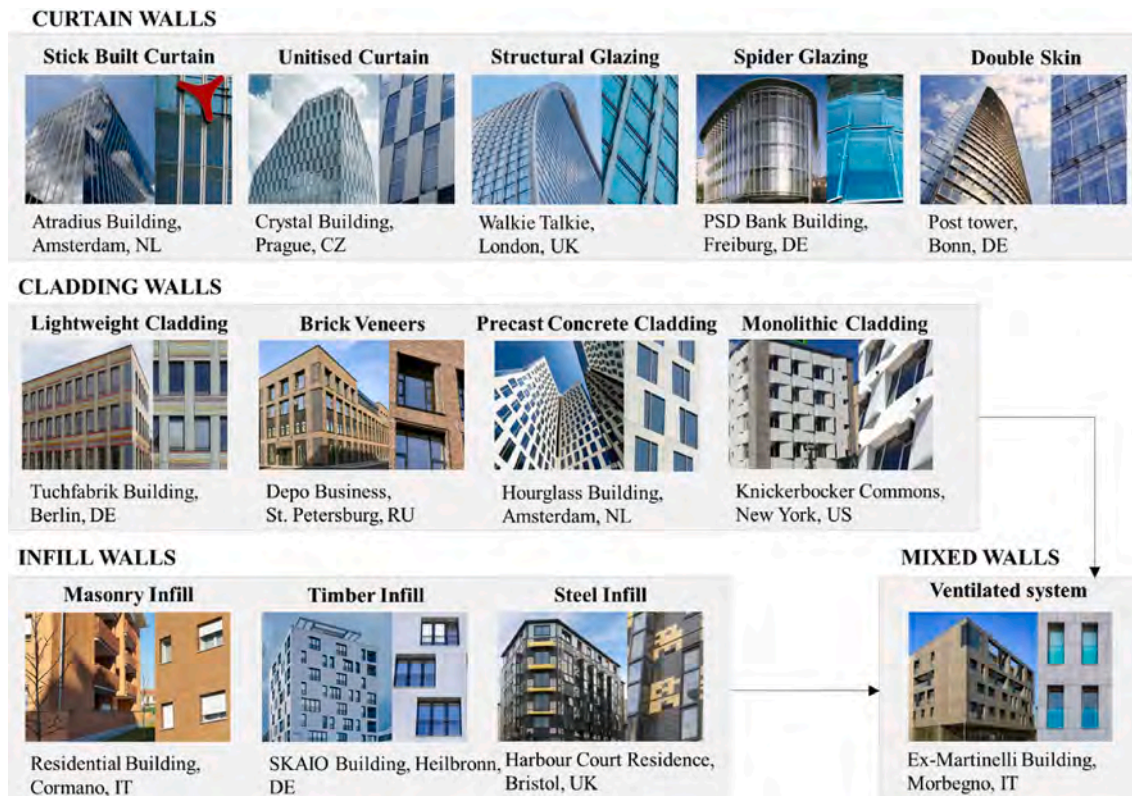 CURTAIN WALLS
Stick Built Curtain
Unitised Curtain
Structural Glazing
Spider Glazing
Double Skin
Atradius Building,
Amsterdam, NL
Crystal Building,
Prague, CZ
Walkie Talkie,
London, UK
PSD Bank Building,
Freiburg, DE
Post tower,
Bonn, DE
CLADDING WALLS
Lightweight Cladding
Brick Veneers
Precast Concrete Cladding
Monolithic Cladding
Tuchfabrik Building,
Berlin, DE
Depo Business,
St. Petersburg, RU
Hourglass Building,
Amsterdam, NL
Knickerbocker Commons,
New York, US
INFILL WALLS
Masonry Infill
Timber Infill
Steel Infill
Residential Building,
Cormano, IT
SKAIO Building, Heilbronn,
DE
Harbour Court Residence,
Bristol, UK
MIXED WALLS
Ventilated system
Ex-Martinelli Building,
Morbegno, IT